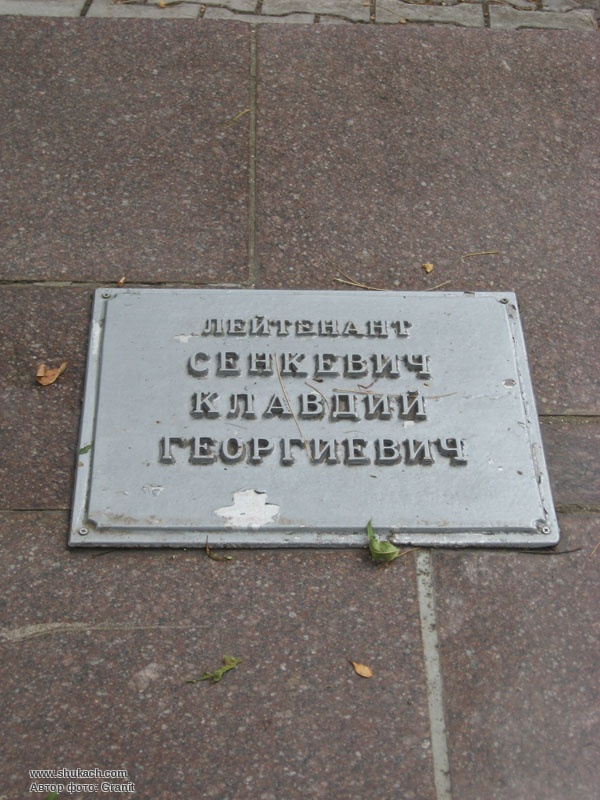 ЛЕЙТЕНАНТ
СЕНКЕВИЧ
КЛАВДИЙ
ГЕОРГИЕВИЧ
www.shukach.com
Автор фото: Granit